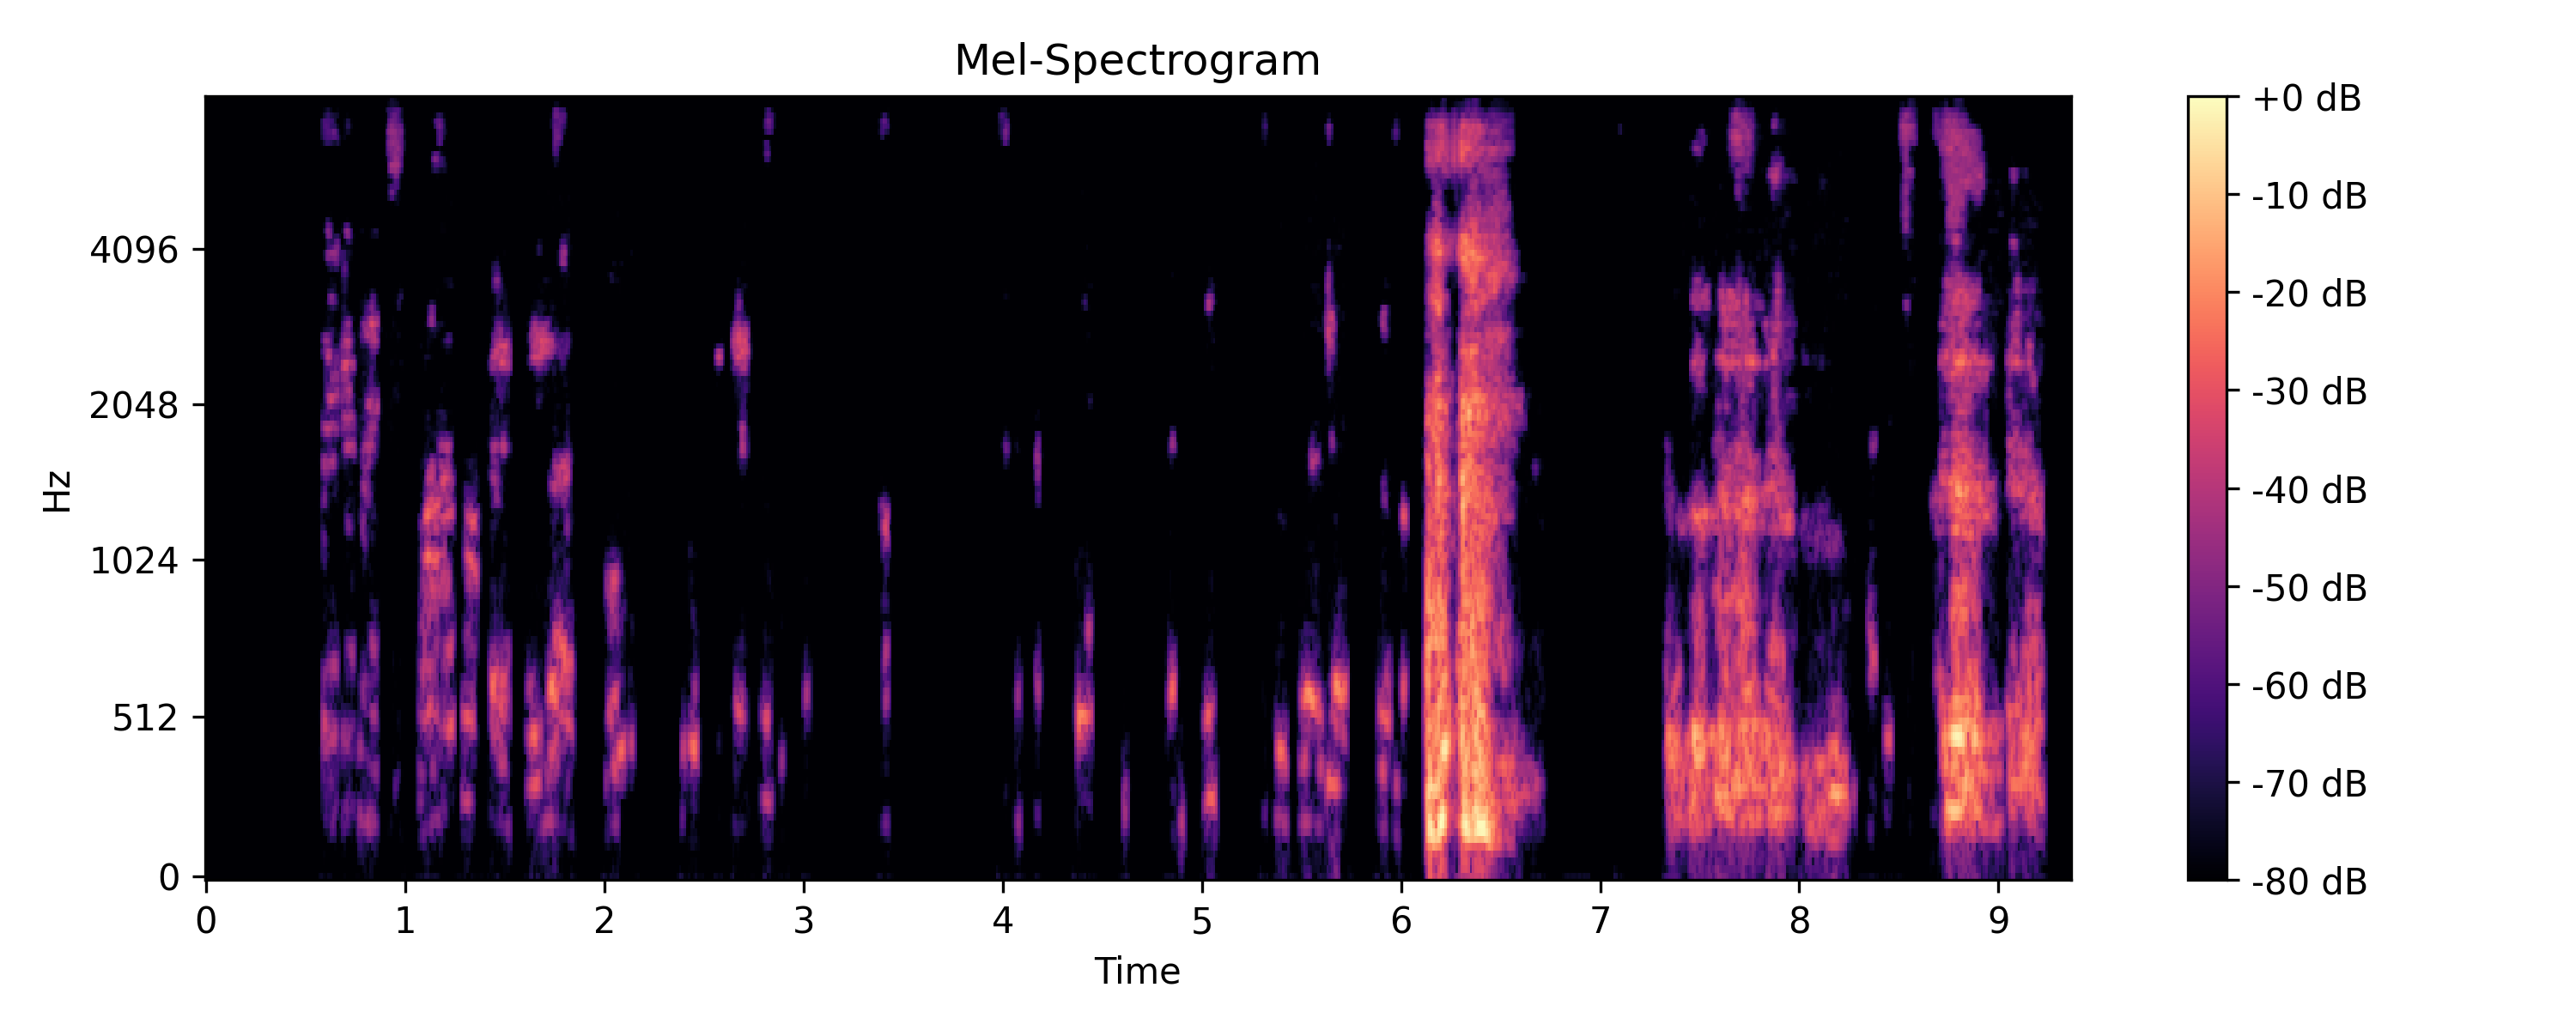 Mel-Spectrogram
+0 dB
-10 dB
-20 dB
-30 dB
-40 dB
-50 dB
-60 dB
-70 dB
-80 dB
4096
2048
1024
512
0
Hz
0 1 2 3 4 5 6 7 8 9
Time